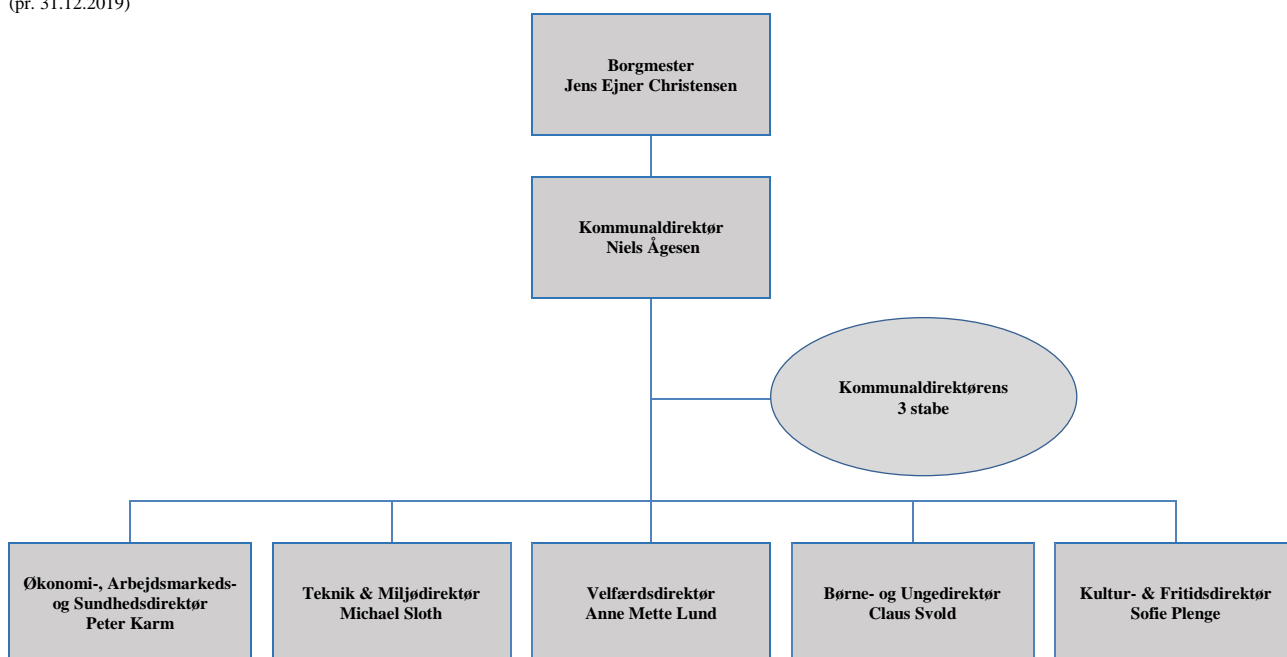 (pr. 31.12.2019)
Borgmester
Jens Ejner Christensen
Kommunaldirektør
Niels Ågesen
Kommunaldirektørens
3 stabe
Økonomi-, Arbejdsmarkeds-
og Sundhedsdirektør
Peter Karm
Teknik & Miljødirektør
Michael Sloth
Velfærdsdirektør
Anne Mette Lund
Børne- og Ungedirektør
Claus Svold
Kultur- & Fritidsdirektør
Sofie Plenge